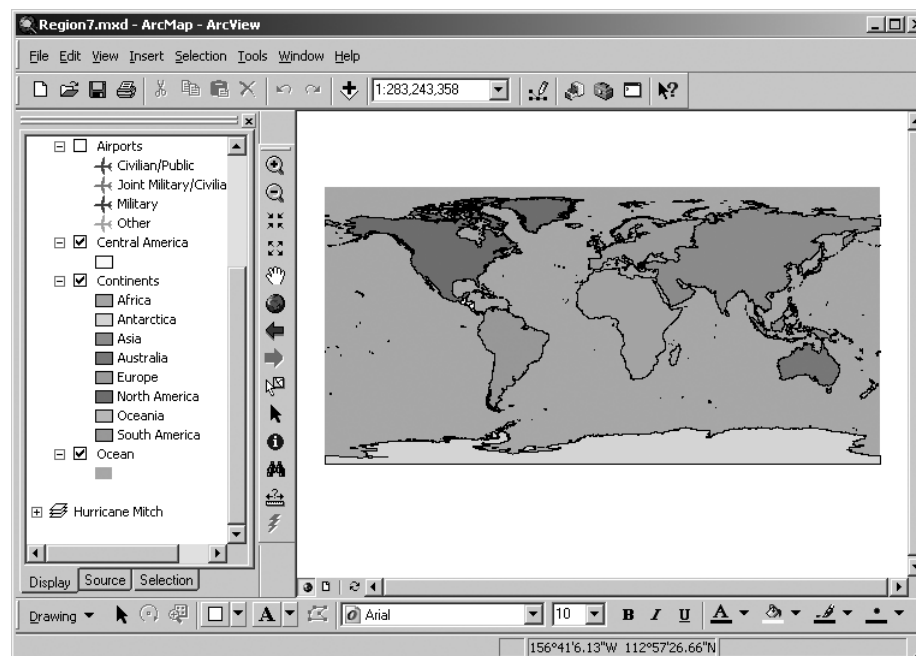 Region7.mxd - ArcMap - ArcView
File Edit View Insert Selection Tools Window Help
1:283,243,358
Airports
Civilian/Public
Joint Military/Civilia
Military
Other
Central America
Continents
Africa
Antarctica
Asia
Australia
Europe
North America
Oceania
South America
Ocean
Hurricane Mitch
Display Source Selection
Drawing A Arial 10 B I U A
156°41'6.13"W 112°57'26.66"N